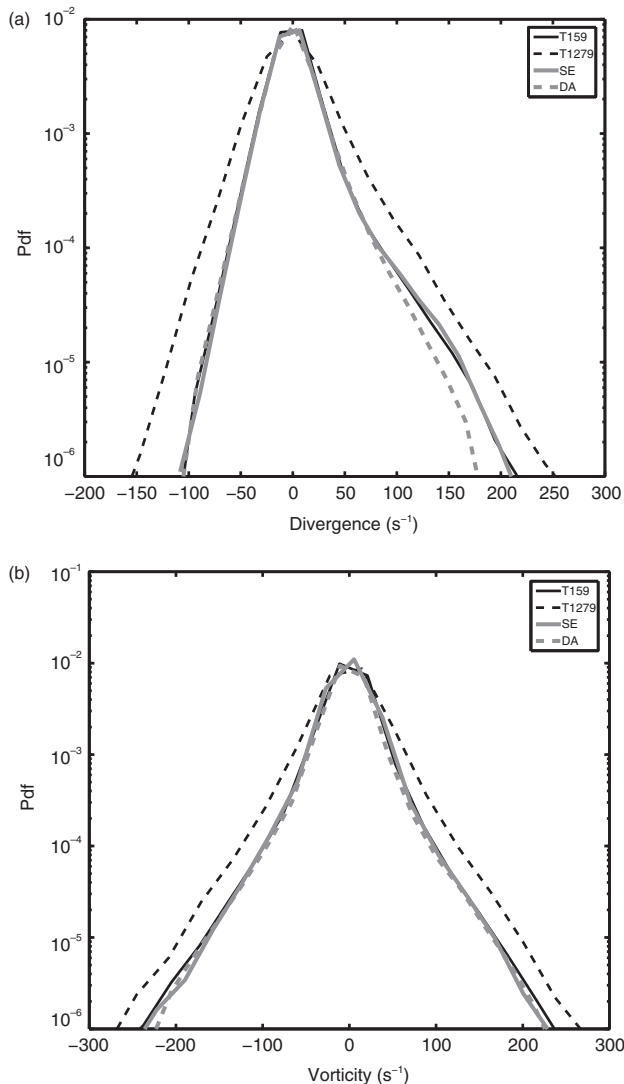 (a)
10⁻²
10⁻³
10⁻⁴
10⁻⁵
10⁻⁶
Pdf
T159
T1279
SE
DA
−200 −150 −100 −50 0 50 100 150 200 250 300
Divergence (s⁻¹)
(b)
10⁻¹
10⁻²
10⁻³
10⁻⁴
10⁻⁵
10⁻⁶
Pdf
T159
T1279
SE
DA
−300 −200 −100 0 100 200 300
Vorticity (s⁻¹)